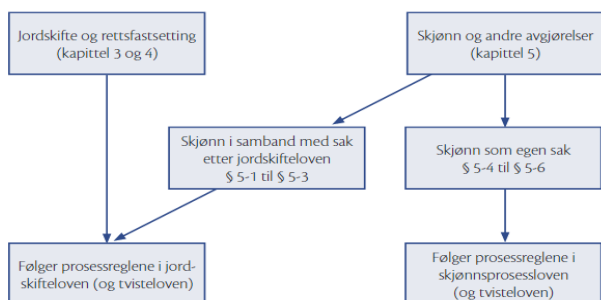 Jordskifte og rettsfastsetting
(kapittel 3 og 4)
Skjønn og andre avgjørelser
(kapittel 5)
Skjønn i samband med sak
etter jordskifteloven
§ 5-1 til § 5-3
Skjønn som egen sak
§ 5-4 til § 5-6
Følger prosessreglene i jord-
skifteloven (og tvisteloven)
Følger prosessreglene i
skjønnsprosessloven
(og tvisteloven)